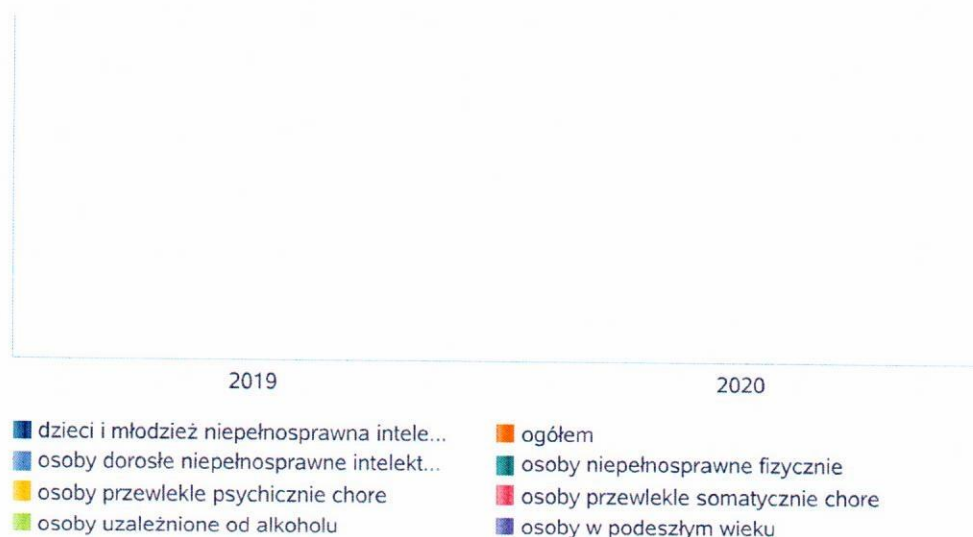 2019
2020
dzieci i młodzież niepełnosprawna intele...
osoby dorosłe niepełnosprawne intelekt...
osoby przewlekle psychicznie chore
osoby uzależnione od alkoholu
ogółem
osoby niepełnosprawne fizycznie
osoby przewlekle somatycznie chore
osoby w podeszłym wieku